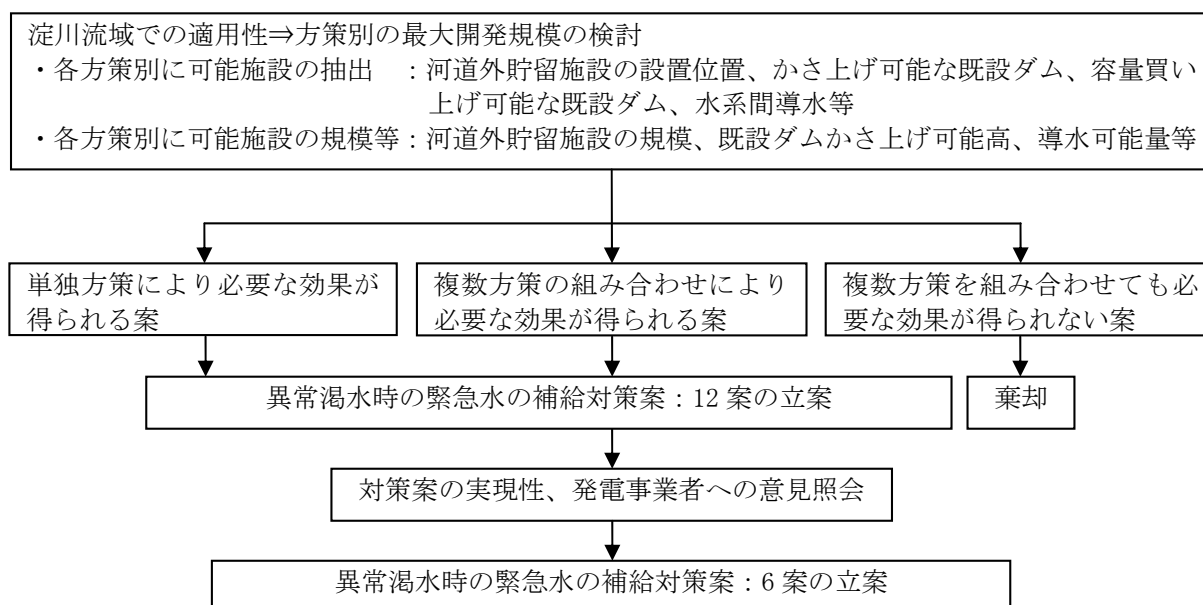 淀川流域での適用性⇒方策別の最大開発規模の検討
・各方策別に可能施設の抽出　：河道外貯留施設の設置位置、かさ上げ可能な既設ダム、容量買い
上げ可能な既設ダム、水系間導水等
・各方策別に可能施設の規模等：河道外貯留施設の規模、既設ダムかさ上げ可能高、導水可能量等
単独方策により必要な効果が
得られる案
複数方策の組み合わせにより
必要な効果が得られる案
複数方策を組み合わせても必
要な効果が得られない案
異常渇水時の緊急水の補給対策案：12 案の立案
棄却
対策案の実現性、発電事業者への意見照会
異常渇水時の緊急水の補給対策案：6 案の立案